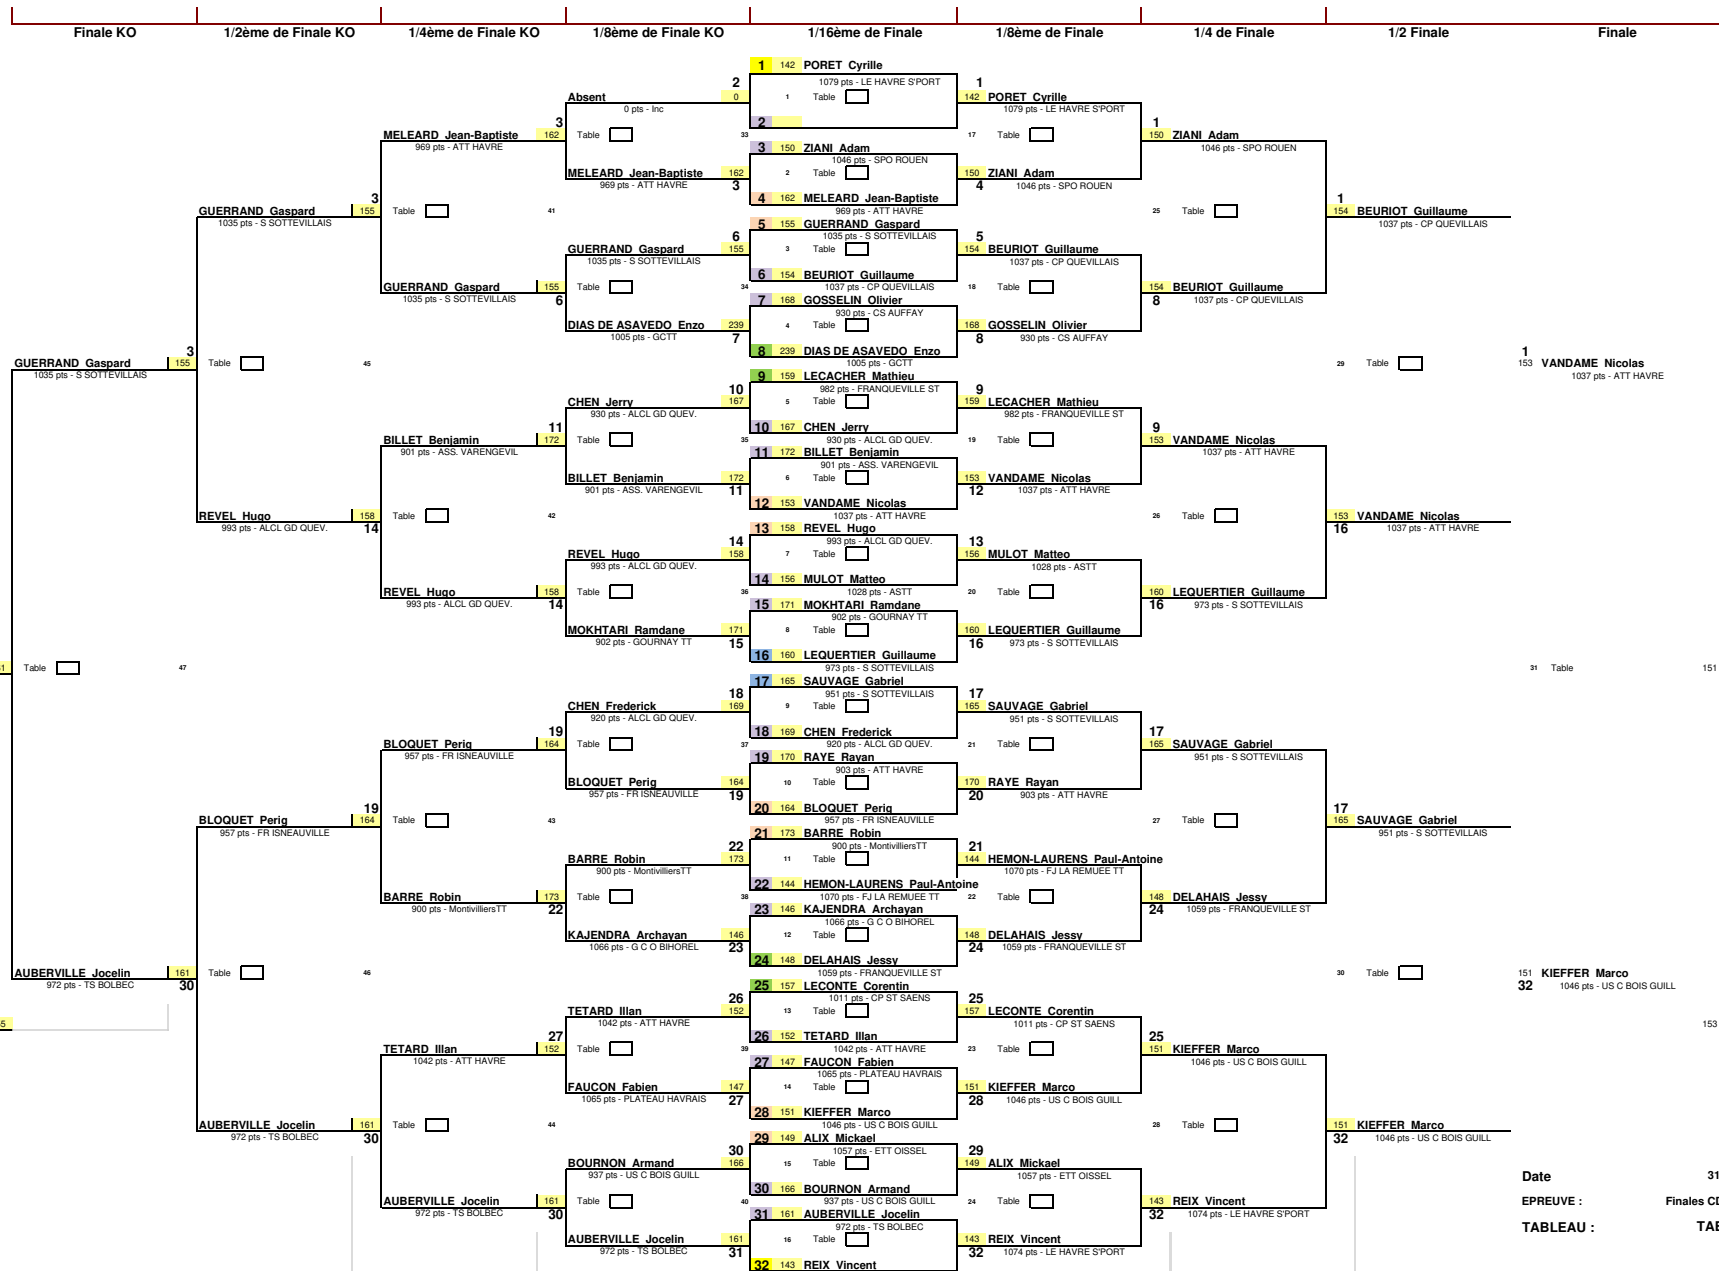 Finale KO 1/2ème de Finale KO 1/4ème de Finale KO 1/8ème de Finale KO 1/16ème de Finale 1/8ème de Finale 1/4 de Finale 1/2 Finale Finale
1 142 PORET Cyrille
2 1079 pts - LE HAVRE S'PORT 1
Absent 0 1 Table 142 PORET Cyrille
0 pts - Inc 1079 pts - LE HAVRE S'PORT
3 2 1
MELEARD Jean-Baptiste 162 Table 33 17 Table 150 ZIANI Adam
969 pts - ATT HAVRE 3 150 ZIANI Adam 1046 pts - SPO ROUEN
1046 pts - SPO ROUEN
MELEARD Jean-Baptiste 162 2 Table 150 ZIANI Adam
969 pts - ATT HAVRE 3 4 1046 pts - SPO ROUEN
3 4 162 MELEARD Jean-Baptiste 1
GUERRAND Gaspard 155 Table 41 969 pts - ATT HAVRE 25 Table 154 BEURIOT Guillaume
1035 pts - S SOTTEVILLAIS 5 155 GUERRAND Gaspard 1037 pts - CP QUEVILLAIS
6 1035 pts - S SOTTEVILLAIS 5
GUERRAND Gaspard 155 3 Table 154 BEURIOT Guillaume
1035 pts - S SOTTEVILLAIS 1037 pts - CP QUEVILLAIS
6 154 BEURIOT Guillaume
GUERRAND Gaspard 155 Table 34 1037 pts - CP QUEVILLAIS 18 Table 154 BEURIOT Guillaume
1035 pts - S SOTTEVILLAIS 6 7 168 GOSSELIN Olivier 8 1037 pts - CP QUEVILLAIS
930 pts - CS AUFFAY
DIAS DE ASAVEDO Enzo 239 4 Table 168 GOSSELIN Olivier
1005 pts - GCTT 7 8 930 pts - CS AUFFAY
3 8 239 DIAS DE ASAVEDO Enzo 1
GUERRAND Gaspard 155 Table 45 1005 pts - GCTT 29 Table 153 VANDAME Nicolas
1035 pts - S SOTTEVILLAIS 9 159 LECACHER Mathieu 1037 pts - ATT HAVRE
10 982 pts - FRANQUEVILLE ST 9
CHEN Jerry 167 5 Table 159 LECACHER Mathieu
930 pts - ALCL GD QUEV. 982 pts - FRANQUEVILLE ST
11 10 167 CHEN Jerry 9
BILLET Benjamin 172 Table 35 930 pts - ALCL GD QUEV. 19 Table 153 VANDAME Nicolas
901 pts - ASS. VARENGEVIL 11 172 BILLET Benjamin 1037 pts - ATT HAVRE
901 pts - ASS. VARENGEVIL
BILLET Benjamin 172 6 Table 153 VANDAME Nicolas
901 pts - ASS. VARENGEVIL 11 12 1037 pts - ATT HAVRE
12 153 VANDAME Nicolas
REVEL Hugo 158 Table 42 1037 pts - ATT HAVRE 26 Table 153 VANDAME Nicolas
993 pts - ALCL GD QUEV. 14 13 158 REVEL Hugo 16 1037 pts - ATT HAVRE
14 993 pts - ALCL GD QUEV. 13
REVEL Hugo 158 7 Table 156 MULOT Matteo
993 pts - ALCL GD QUEV. 1028 pts - ASTT
14 156 MULOT Matteo
REVEL Hugo 158 Table 36 1028 pts - ASTT 20 Table 160 LEQUERTIER Guillaume
993 pts - ALCL GD QUEV. 14 15 171 MOKHTARI Ramdane 16 973 pts - S SOTTEVILLAIS
902 pts - GOURNAY TT
MOKHTARI Ramdane 171 8 Table 160 LEQUERTIER Guillaume
902 pts - GOURNAY TT 15 16 973 pts - S SOTTEVILLAIS
16 160 LEQUERTIER Guillaume
Table 47 973 pts - S SOTTEVILLAIS 31 Table 151
17 165 SAUVAGE Gabriel
18 951 pts - S SOTTEVILLAIS 17
CHEN Frederick 169 9 Table 165 SAUVAGE Gabriel
920 pts - ALCL GD QUEV. 951 pts - S SOTTEVILLAIS
19 18 169 CHEN Frederick 17
BLOQUET Perig 164 Table 37 920 pts - ALCL GD QUEV. 21 Table 165 SAUVAGE Gabriel
957 pts - FR ISNEAUVILLE 19 170 RAYE Rayan 951 pts - S SOTTEVILLAIS
903 pts - ATT HAVRE
BLOQUET Perig 164 10 Table 170 RAYE Rayan
957 pts - FR ISNEAUVILLE 19 20 903 pts - ATT HAVRE
19 20 164 BLOQUET Perig 17
BLOQUET Perig 164 Table 43 957 pts - FR ISNEAUVILLE 27 Table 165 SAUVAGE Gabriel
957 pts - FR ISNEAUVILLE 21 173 BARRE Robin 951 pts - S SOTTEVILLAIS
22 900 pts - MontivilliersTT 21
BARRE Robin 173 11 Table 144 HEMON-LAURENS Paul-Antoine
900 pts - MontivilliersTT 1070 pts - FJ LA REMUEE TT
22 144 HEMON-LAURENS Paul-Antoine
BARRE Robin 173 Table 38 1070 pts - FJ LA REMUEE TT 22 Table 148 DELAHAIS Jessy
900 pts - MontivilliersTT 22 23 146 KAJENDRA Archayan 24 1059 pts - FRANQUEVILLE ST
1066 pts - G C O BIHOREL
KAJENDRA Archayan 146 12 Table 148 DELAHAIS Jessy
1066 pts - G C O BIHOREL 23 24 1059 pts - FRANQUEVILLE ST
24 148 DELAHAIS Jessy
AUBERVILLE Jocelin 161 Table 46 1059 pts - FRANQUEVILLE ST 30 Table 151 KIEFFER Marco
972 pts - TS BOLBEC 30 25 157 LECONTE Corentin 32 1046 pts - US C BOIS GUILL
26 1011 pts - CP ST SAENS 25
TETARD Illan 152 13 Table 157 LECONTE Corentin
1042 pts - ATT HAVRE 1011 pts - CP ST SAENS 153
27 26 152 TETARD Illan 25
TETARD Illan 152 Table 39 1042 pts - ATT HAVRE 23 Table 151 KIEFFER Marco
1042 pts - ATT HAVRE 27 147 FAUCON Fabien 1046 pts - US C BOIS GUILL
1065 pts - PLATEAU HAVRAIS
FAUCON Fabien 147 14 Table 151 KIEFFER Marco
1065 pts - PLATEAU HAVRAIS 27 28 1046 pts - US C BOIS GUILL
28 151 KIEFFER Marco
AUBERVILLE Jocelin 161 Table 44 1046 pts - US C BOIS GUILL 28 Table 151 KIEFFER Marco
972 pts - TS BOLBEC 30 29 149 ALIX Mickael 32 1046 pts - US C BOIS GUILL
30 1057 pts - ETT OISSEL 29
BOURNON Armand 166 15 Table 149 ALIX Mickael
937 pts - US C BOIS GUILL 1057 pts - ETT OISSEL Date 31
30 166 BOURNON Armand
AUBERVILLE Jocelin 161 Table 40 937 pts - US C BOIS GUILL 24 Table 143 REIX Vincent EPREUVE :
972 pts - TS BOLBEC 30 31 161 AUBERVILLE Jocelin 32 1074 pts - LE HAVRE S'PORT
972 pts - TS BOLBEC TABLEAU :
AUBERVILLE Jocelin 161 16 Table 143 REIX Vincent
972 pts - TS BOLBEC 31 32 1074 pts - LE HAVRE S'PORT
32 143 REIX Vincent
Finales